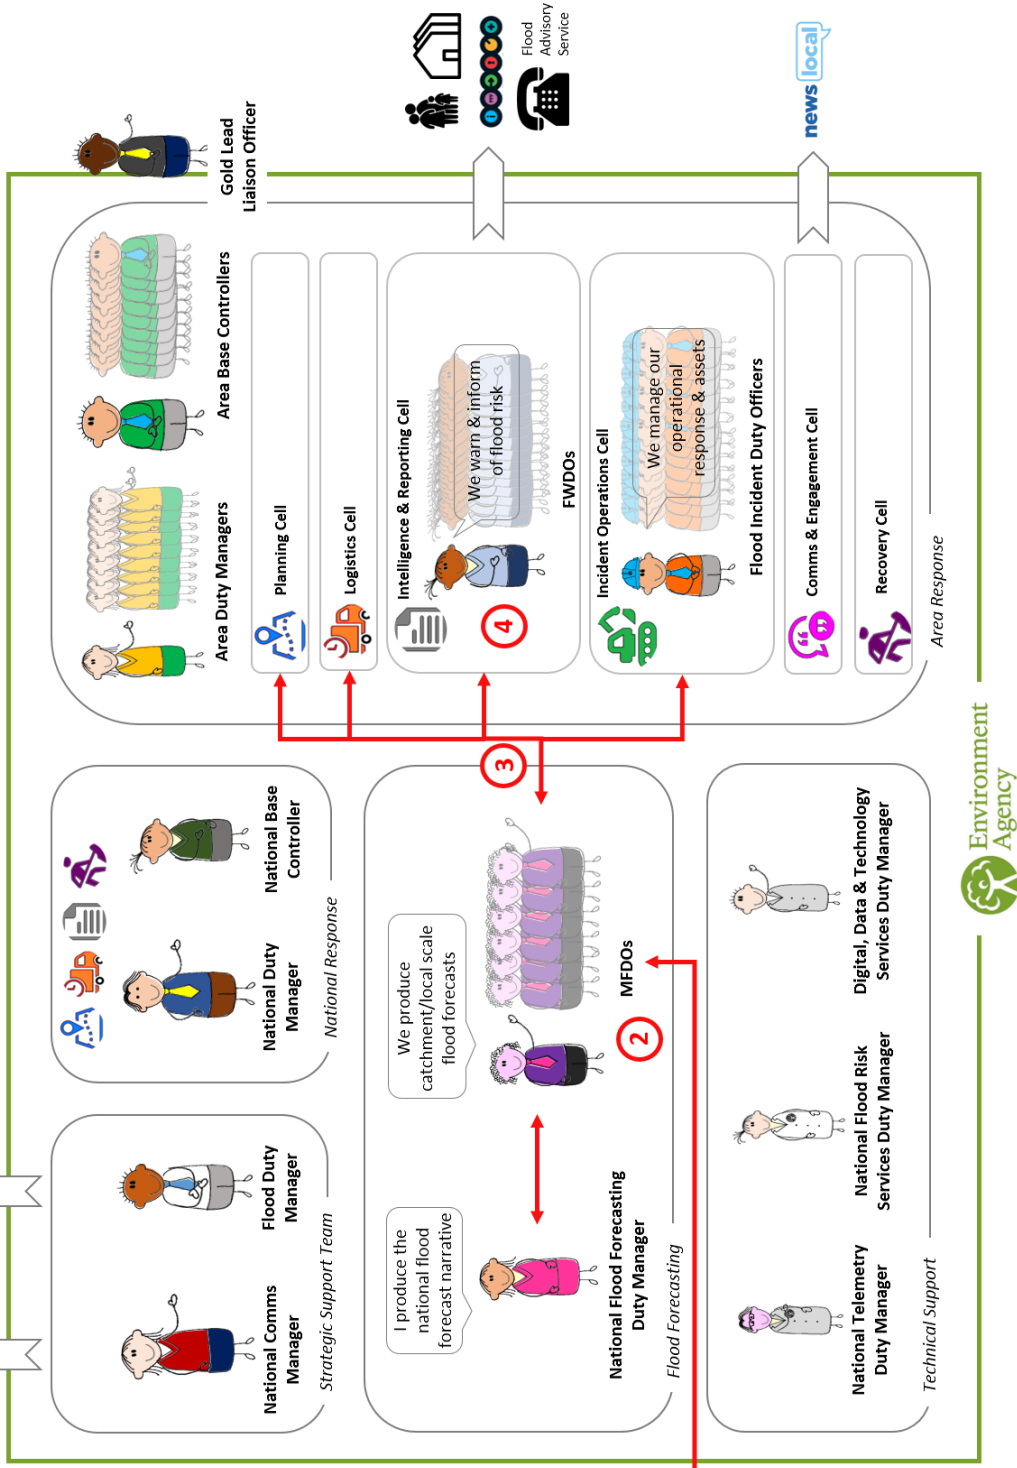 National Comms
Manager
Flood Duty
Manager
Strategic Support Team
National Duty
Manager
National Base
Controller
National Response
I produce the
national flood
forecast narrative
National Flood Forecasting
Duty Manager
We produce
catchment/local scale
flood forecasts
2
MFDOs
Flood Forecasting
National Telemetry
Duty Manager
National Flood Risk
Services Duty Manager
Digital, Data & Technology
Services Duty Manager
Technical Support
3
Area Duty Managers
Area Base Controllers
Planning Cell
Logistics Cell
Intelligence & Reporting Cell
4
We warn & inform
of flood risk
FWDOs
Incident Operations Cell
We manage our
operational
response & assets
Flood Incident Duty Officers
Comms & Engagement Cell
Recovery Cell
Area Response
Gold Lead
Liaison Officer
Flood
Advisory
Service
news local
Environment
Agency